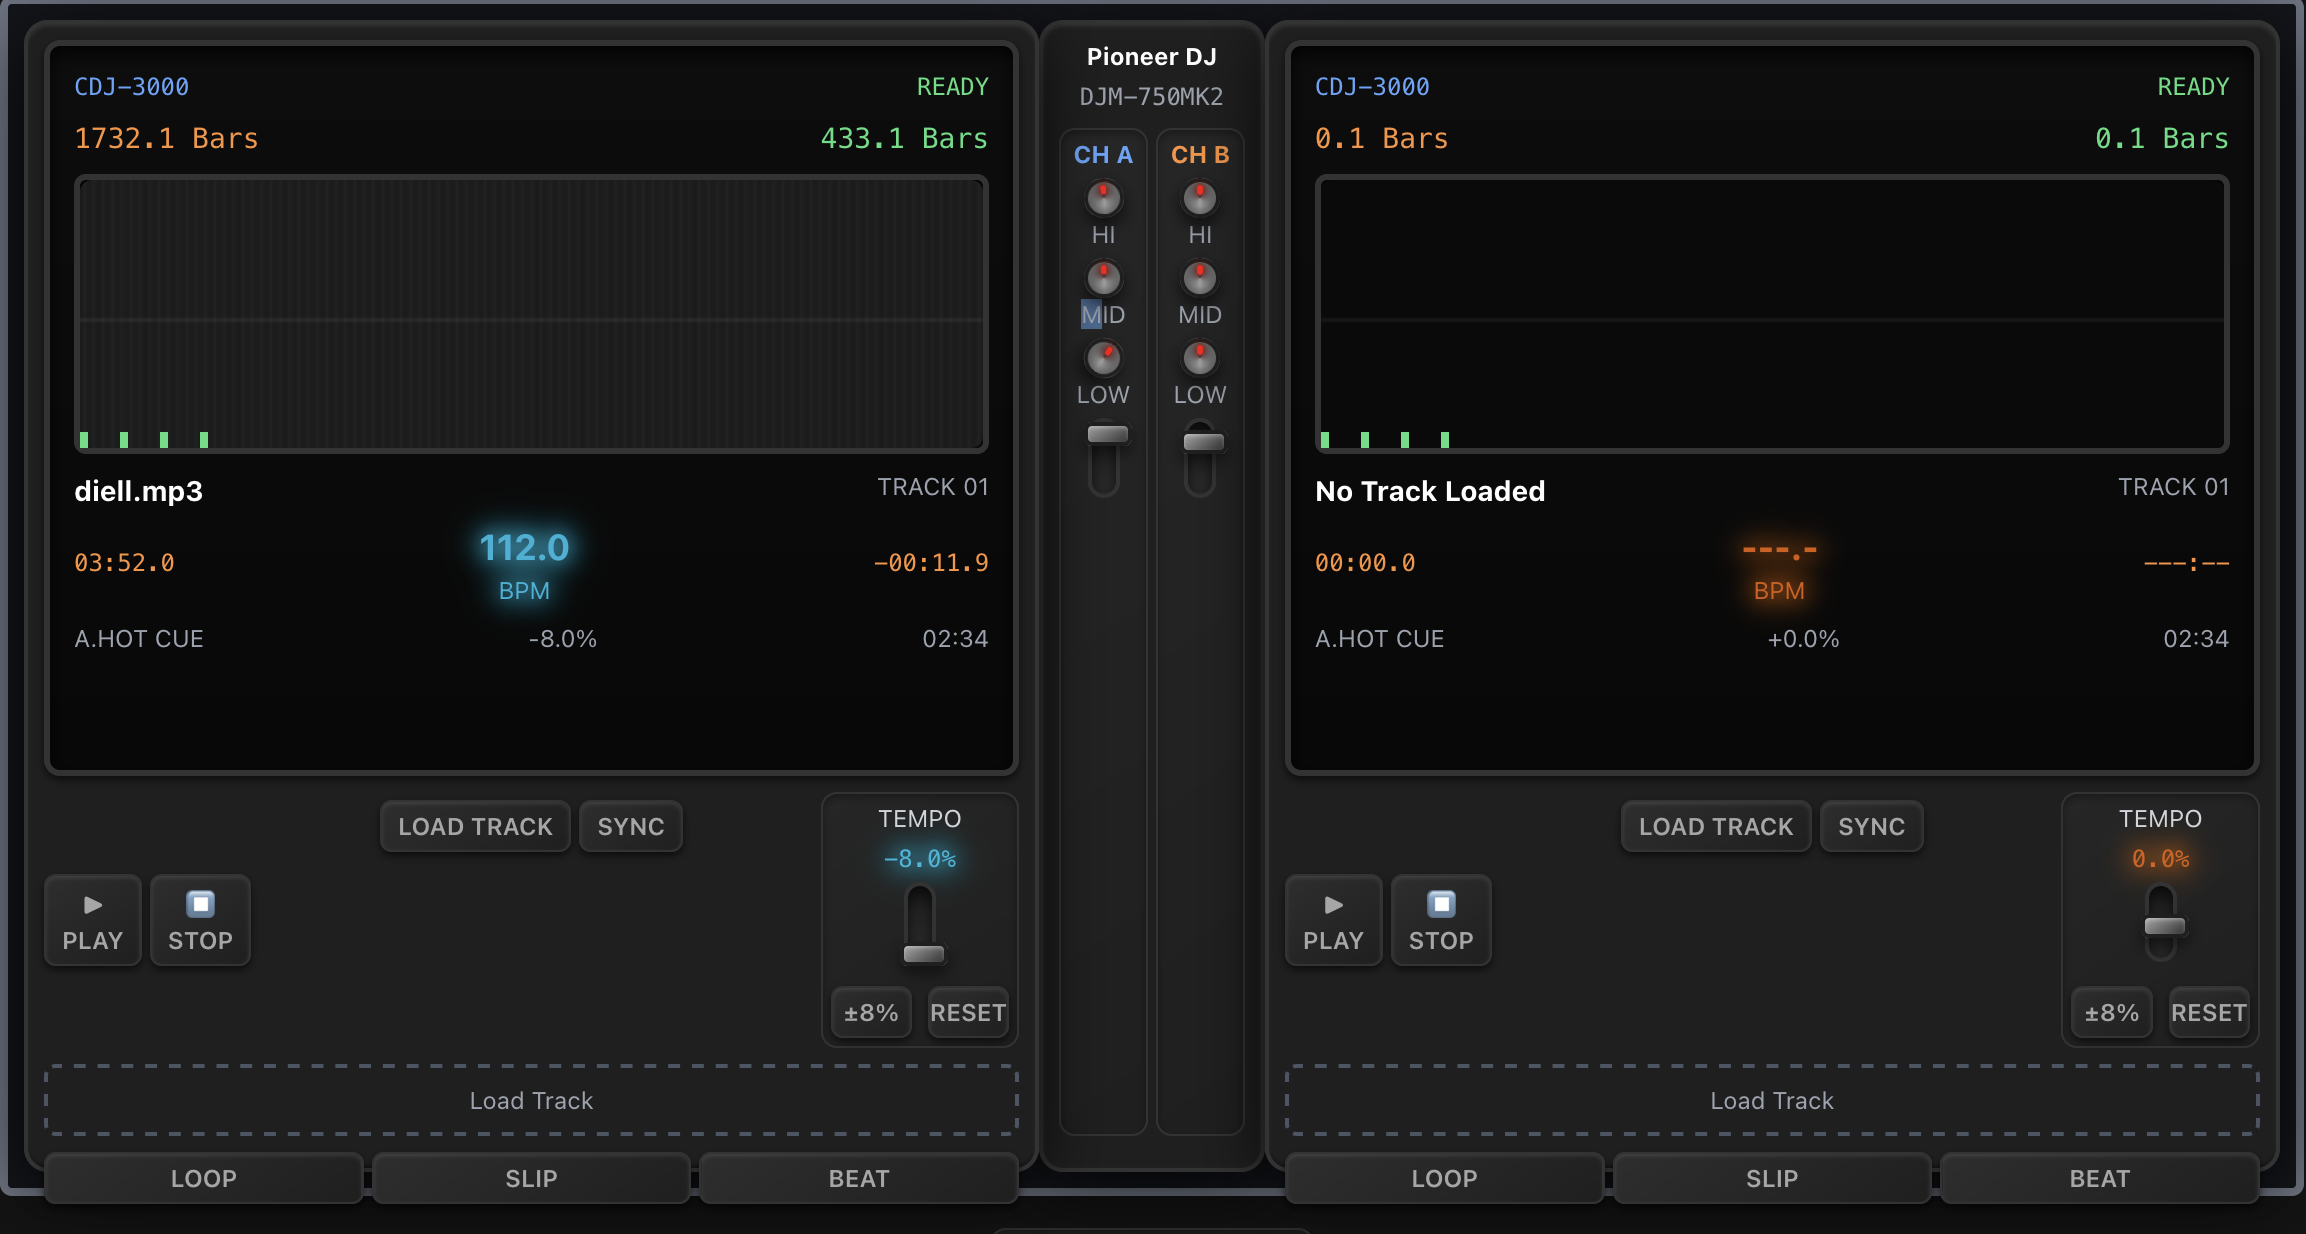 CDJ-3000 READY
1732.1 Bars 433.1 Bars
diell.mp3 TRACK 01
112.0
BPM
03:52.0 -00:11.9
A.HOT CUE -8.0% 02:34
LOAD TRACK SYNC
▶ PLAY
STOP
TEMPO
-8.0%
±8% RESET
Load Track
LOOP SLIP BEAT
Pioneer DJ
DJM-750MK2
CH A
HI
MID
LOW
CH B
HI
MID
LOW
CDJ-3000 READY
0.1 Bars 0.1 Bars
No Track Loaded TRACK 01
---.-
BPM
00:00.0 ---:--
A.HOT CUE +0.0% 02:34
LOAD TRACK SYNC
▶ PLAY
STOP
TEMPO
0.0%
±8% RESET
Load Track
LOOP SLIP BEAT